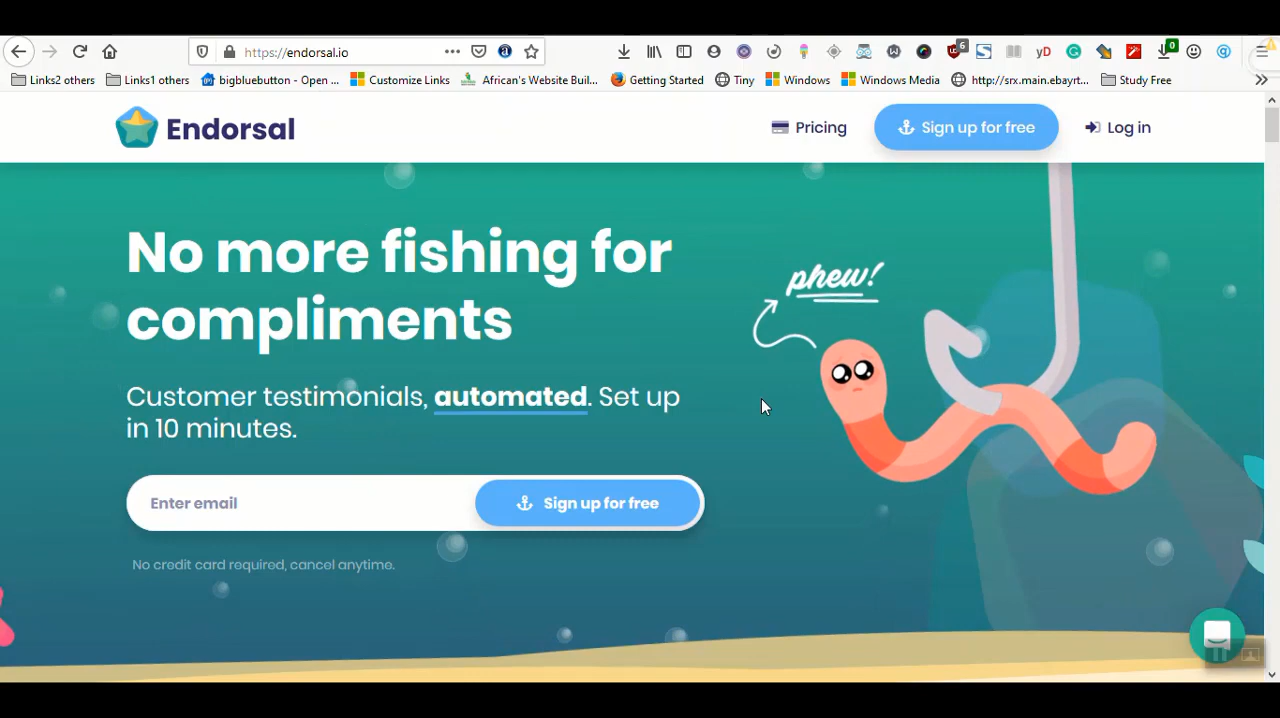 https://endorsal.io
6
yD
0
Links2 others
Links1 others
bigbluebutton - Open ...
Customize Links
African's Website Buil...
Getting Started
Tiny
Windows
Windows Media
http://srx.main.ebayrt...
Study Free
Endorsal
Pricing
Sign up for free
Log in
No more fishing for
compliments
phew!
Customer testimonials, automated. Set up
in 10 minutes.
Enter email
Sign up for free
No credit card required, cancel anytime.